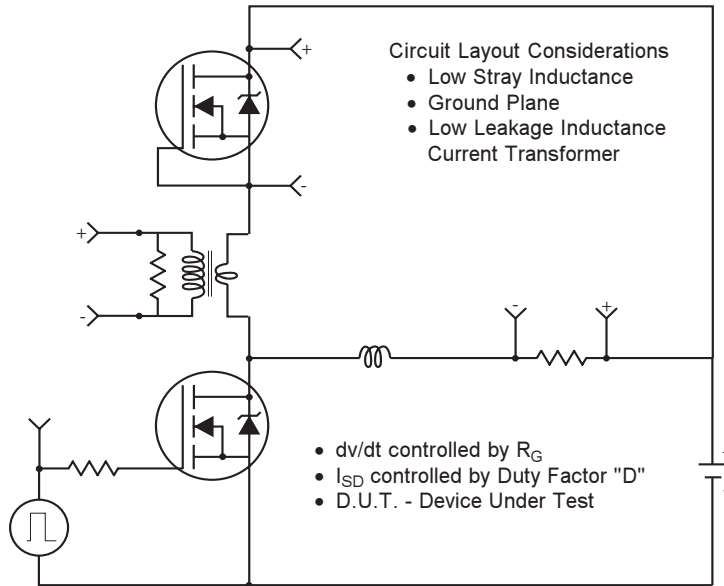 +
Circuit Layout Considerations
• Low Stray Inductance
• Ground Plane
• Low Leakage Inductance
Current Transformer
-
+
-
- +
• dv/dt controlled by RG
• ISD controlled by Duty Factor "D"
• D.U.T. - Device Under Test
+
-